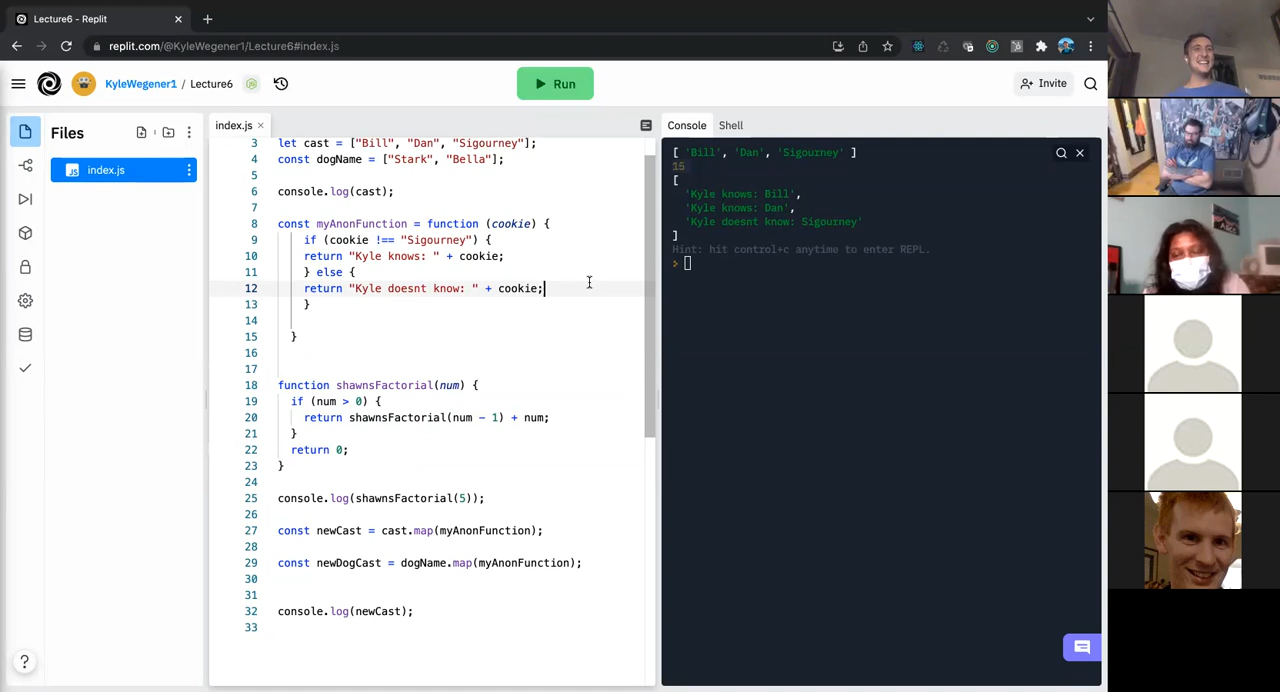 Lecture6 - Replit
replit.com/@KyleWegener1/Lecture6#index.js
KyleWegener1 / Lecture6
Run
Invite
Files
index.js
index.js
3 let cast = ["Bill", "Dan", "Sigourney"];
4 const dogName = ["Stark", "Bella"];
5
6 console.log(cast);
7
8 const myAnonFunction = function (cookie) {
9 if (cookie !== "Sigourney") {
10 return "Kyle knows: " + cookie;
11 } else {
12 return "Kyle doesnt know: " + cookie;
13 }
14
15 }
16
17
18 function shawnsFactorial(num) {
19 if (num > 0) {
20 return shawnsFactorial(num - 1) + num;
21 }
22 return 0;
23 }
24
25 console.log(shawnsFactorial(5));
26
27 const newCast = cast.map(myAnonFunction);
28
29 const newDogCast = dogName.map(myAnonFunction);
30
31
32 console.log(newCast);
33
Console Shell
[ 'Bill', 'Dan', 'Sigourney' ]
15
[
'Kyle knows: Bill',
'Kyle knows: Dan',
'Kyle doesnt know: Sigourney'
]
Hint: hit control+c anytime to enter REPL.
>
?